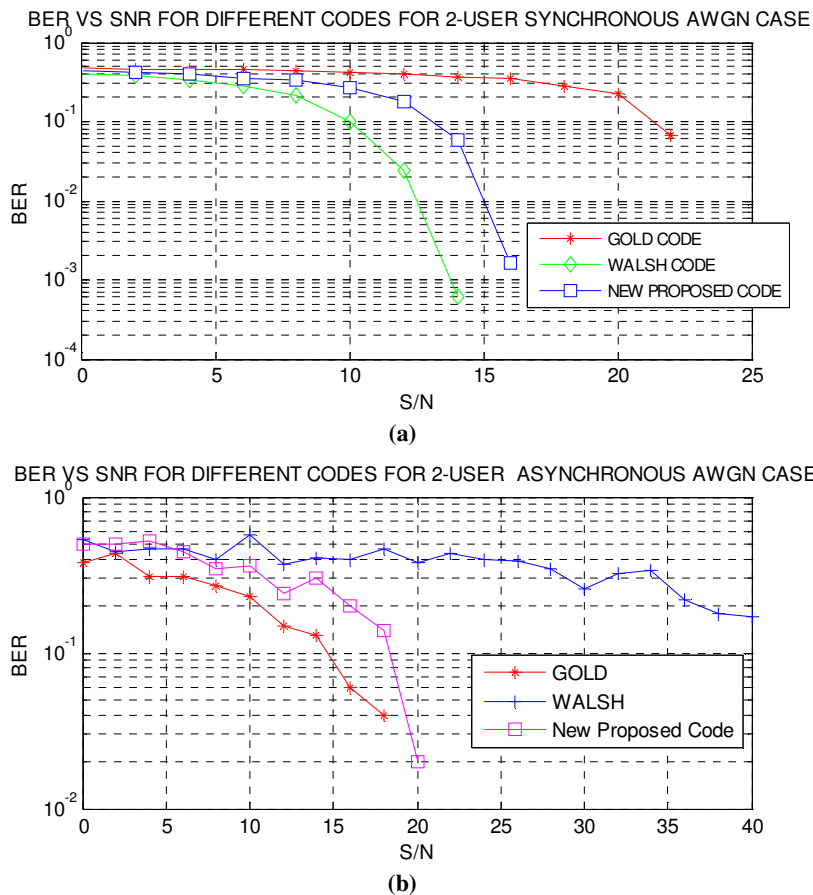 BER VS SNR FOR DIFFERENT CODES FOR 2-USER SYNCHRONOUS AWGN CASE
10^0
10^-1
10^-2
10^-3
10^-4
BER
GOLD CODE
WALSH CODE
NEW PROPOSED CODE
0 5 10 15 20 25
S/N
(a)
BER VS SNR FOR DIFFERENT CODES FOR 2-USER ASYNCHRONOUS AWGN CASE
10^0
10^-1
10^-2
BER
GOLD
WALSH
New Proposed Code
0 5 10 15 20 25 30 35 40
S/N
(b)